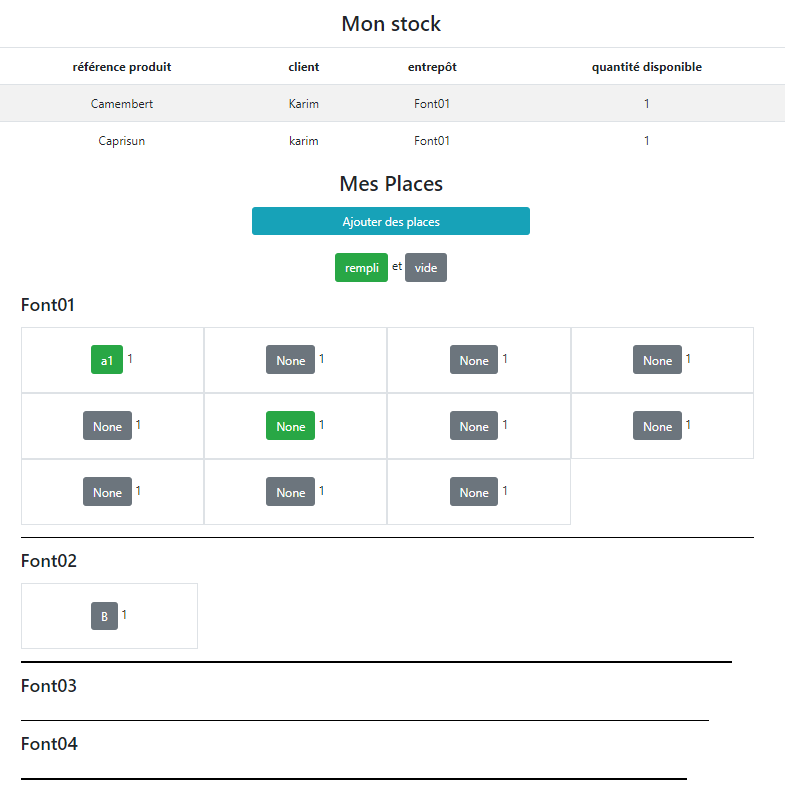 Mon stock
référence produit client entrepôt quantité disponible
Camembert Karim Font01 1
Caprisun karim Font01 1
Mes Places
Ajouter des places
rempli et vide
Font01
a1 1 None 1 None 1 None 1
None 1 None 1 None 1 None 1
None 1 None 1 None 1
Font02
B 1
Font03
Font04